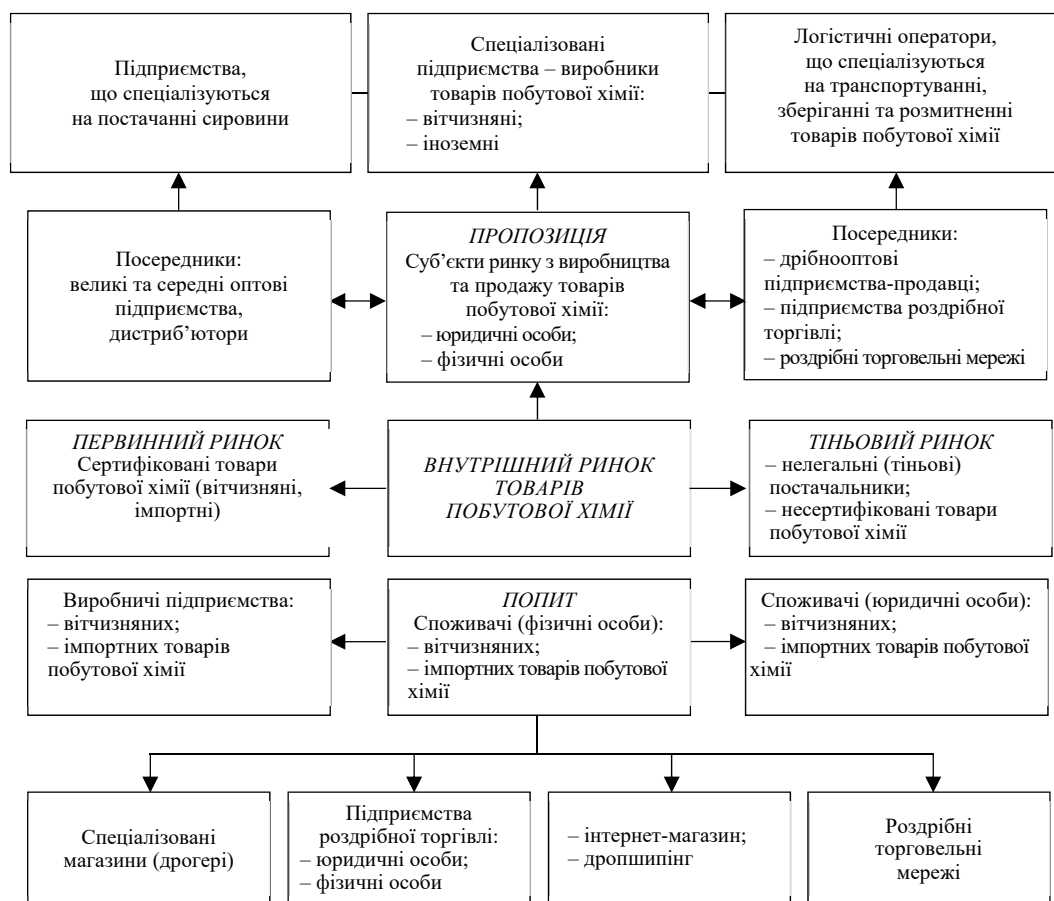 Підприємства,
що спеціалізуються
на постачанні сировини
Спеціалізовані
підприємства – виробники
товарів побутової хімії:
– вітчизняні;
– іноземні
Логістичні оператори,
що спеціалізуються
на транспортуванні,
зберіганні та розмитненні
товарів побутової хімії
Посередники:
великі та середні оптові
підприємства,
дистриб’ютори
ПРОПОЗИЦІЯ
Суб’єкти ринку з виробництва
та продажу товарів
побутової хімії:
– юридичні особи;
– фізичні особи
Посередники:
– дрібнооптові
підприємства-продавці;
– підприємства роздрібної
торгівлі;
– роздрібні торговельні мережі
ПЕРВИННИЙ РИНОК
Сертифіковані товари
побутової хімії (вітчизняні,
імпортні)
ВНУТРІШНИЙ РИНОК
ТОВАРІВ
ПОБУТОВОЇ ХІМІЇ
ТІНЬОВИЙ РИНОК
– нелегальні (тіньові)
постачальники;
– несертифіковані товари
побутової хімії
Виробничі підприємства:
– вітчизняних;
– імпортних товарів
побутової хімії
ПОПИТ
Споживачі (фізичні особи):
– вітчизняних;
– імпортних товарів побутової
хімії
Споживачі (юридичні особи):
– вітчизняних;
– імпортних товарів побутової
хімії
Спеціалізовані
магазини (дрогері)
Підприємства
роздрібної торгівлі:
– юридичні особи;
– фізичні особи
– інтернет-магазин;
– дропшипінг
Роздрібні
торговельні
мережі